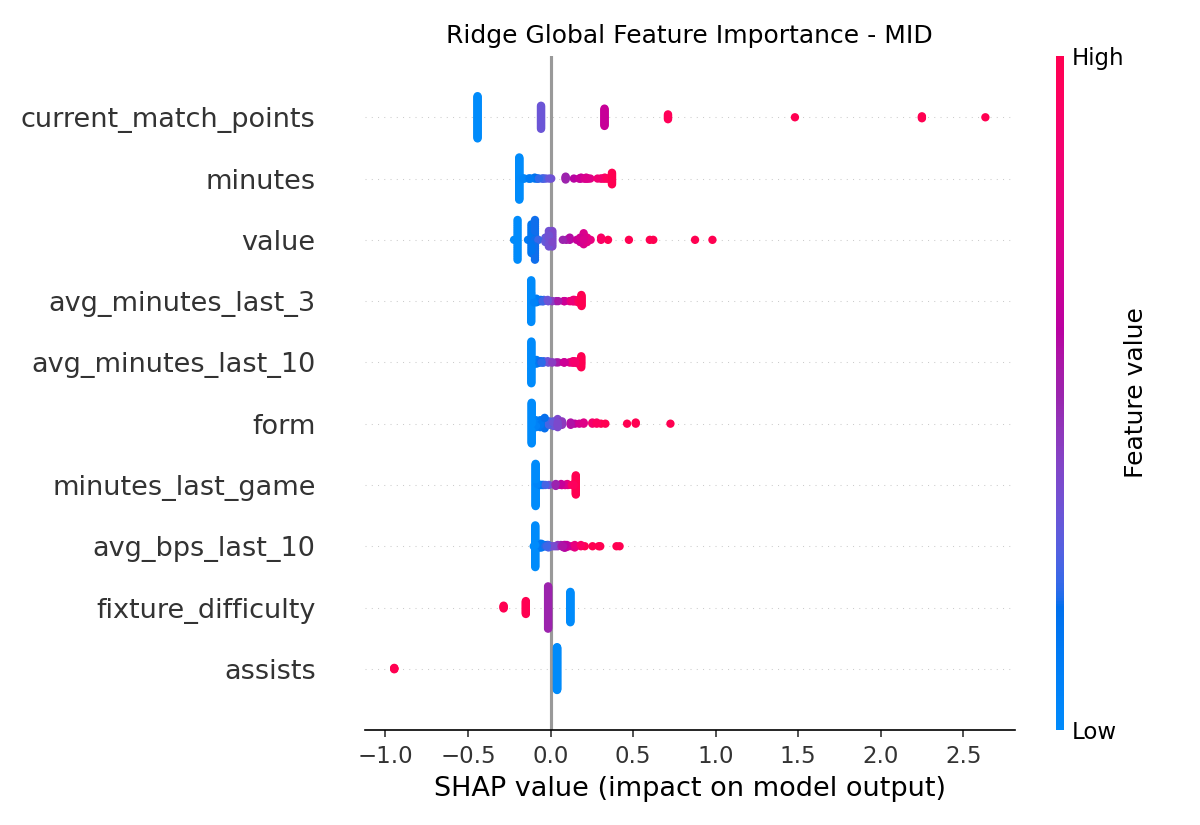 Ridge Global Feature Importance - MID
High
current_match_points
minutes
value
avg_minutes_last_3
avg_minutes_last_10
form
minutes_last_game
avg_bps_last_10
fixture_difficulty
assists
Feature value
Low
−1.0 −0.5 0.0 0.5 1.0 1.5 2.0 2.5
SHAP value (impact on model output)